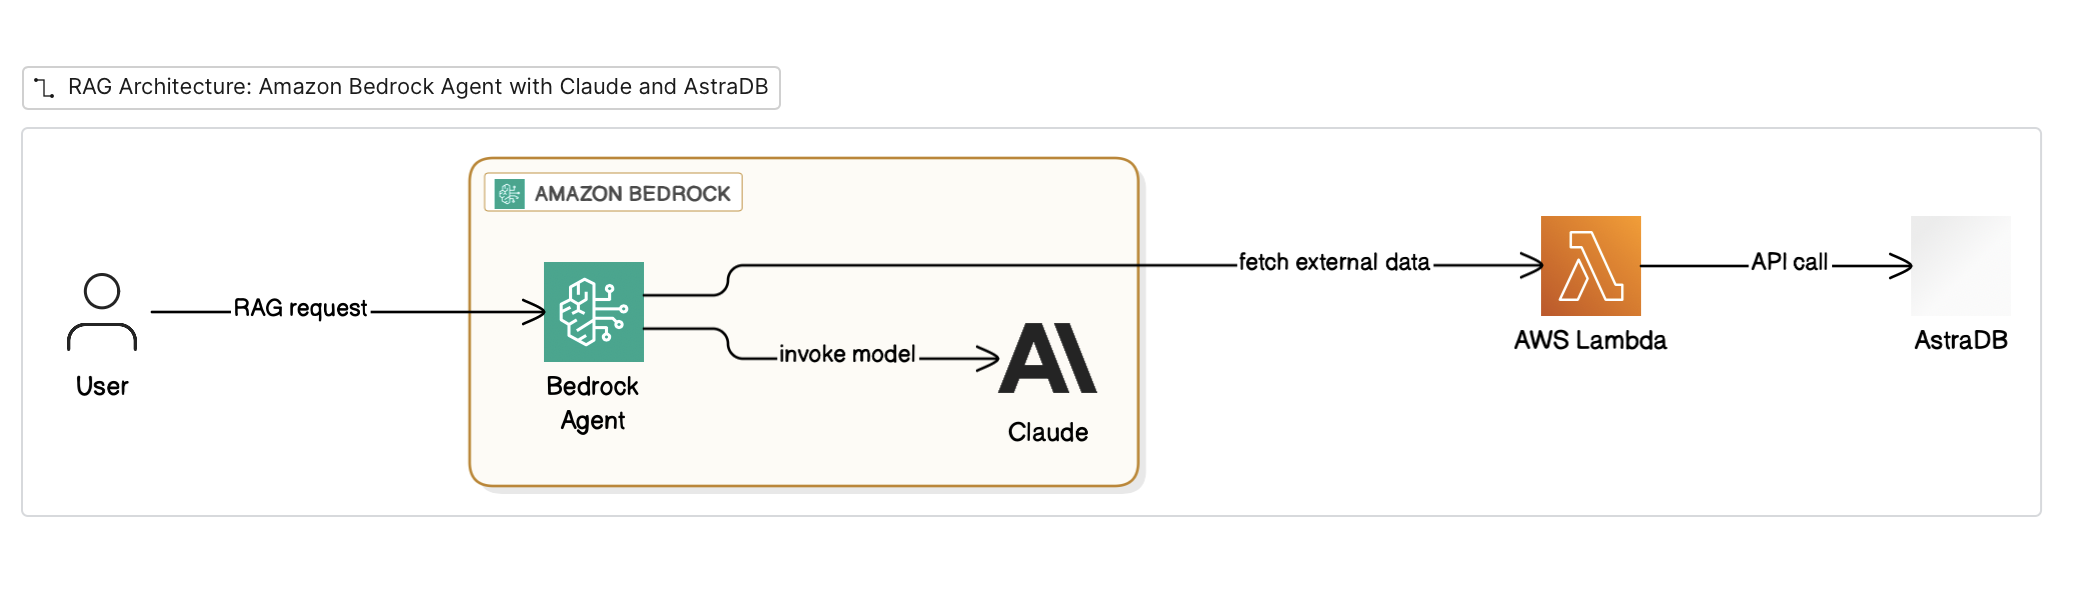 RAG Architecture: Amazon Bedrock Agent with Claude and AstraDB
AMAZON BEDROCK
RAG request
User
Bedrock
Agent
fetch external data
invoke model
Claude
AWS Lambda
API call
AstraDB